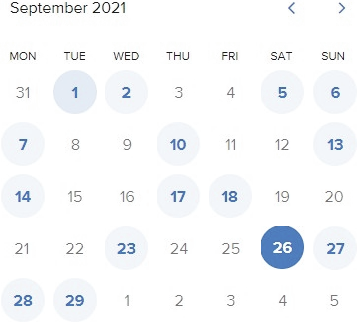 September 2021
MON TUE WED THU FRI SAT SUN
31 1 2 3 4 5 6
7 8 9 10 11 12 13
14 15 16 17 18 19 20
21 22 23 24 25 26 27
28 29 1 2 3 4 5